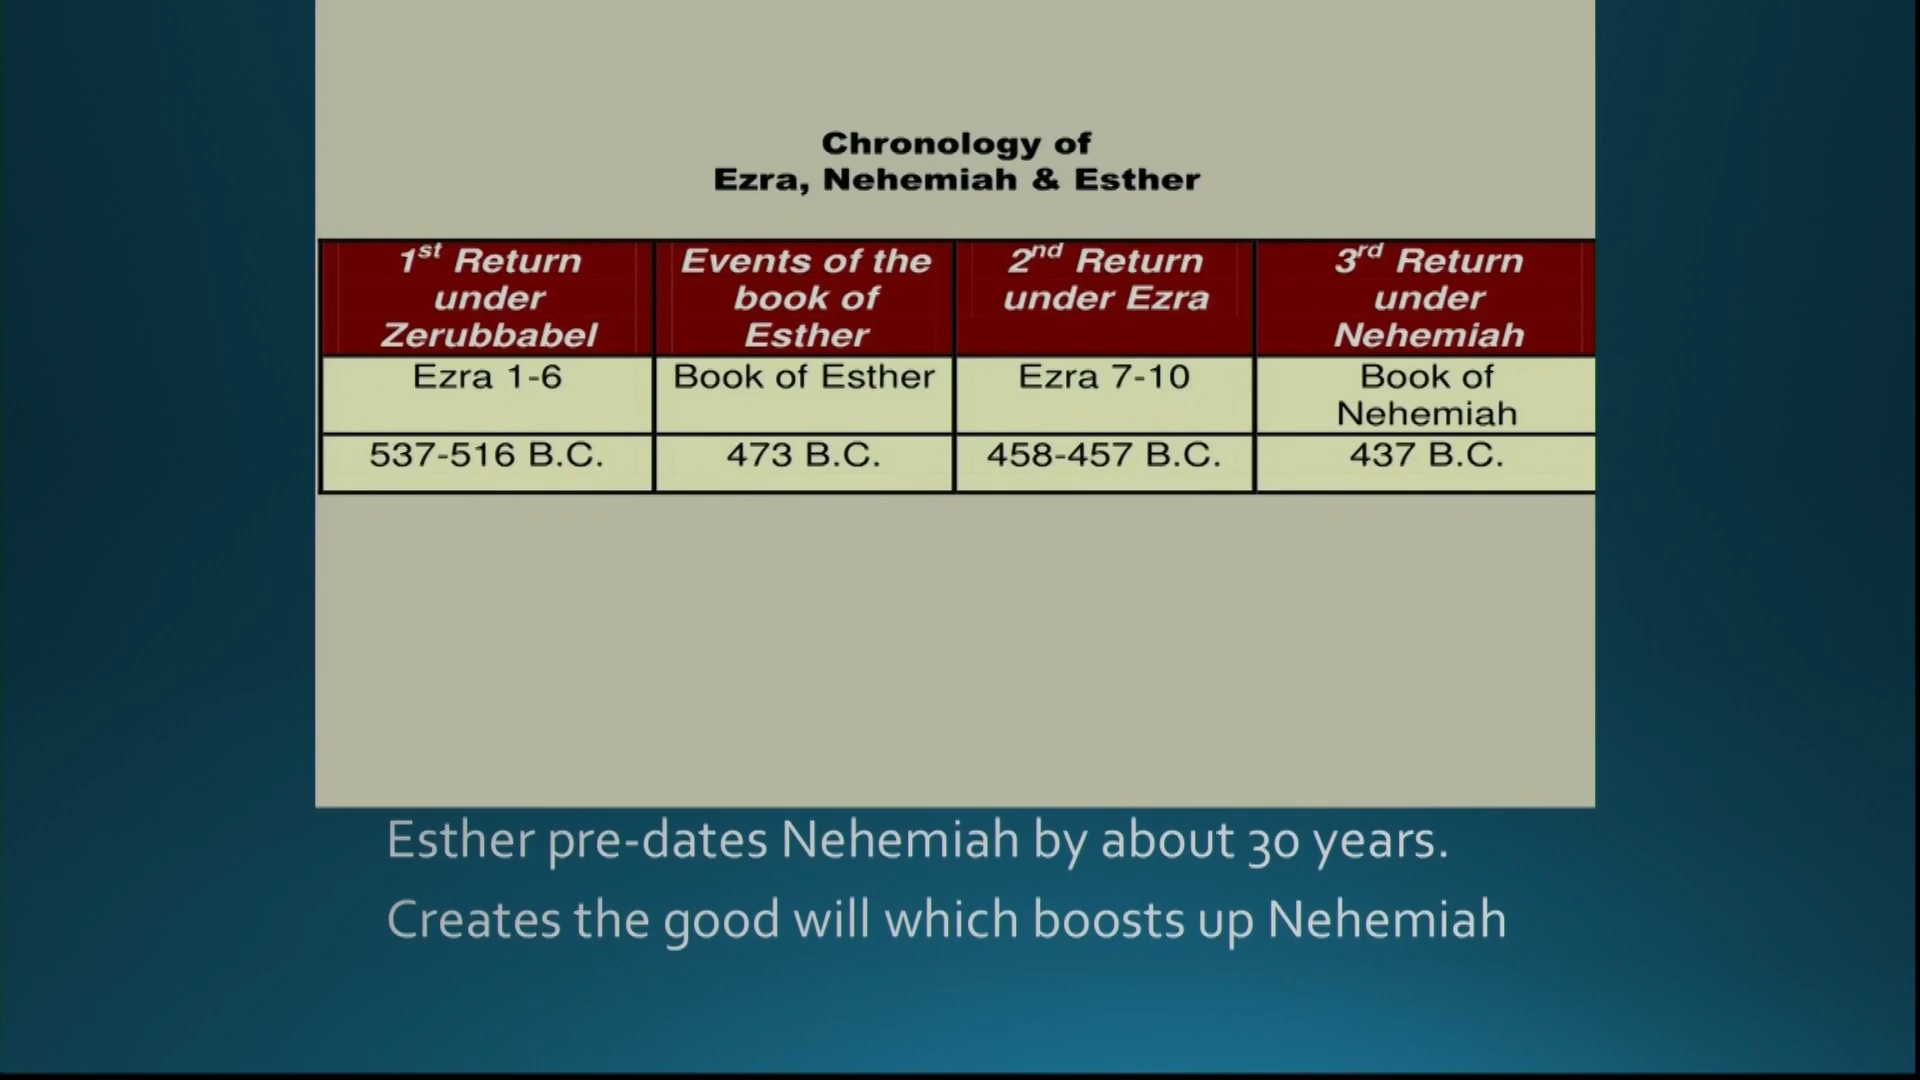 Chronology of
Ezra, Nehemiah & Esther
1st Return
under
Zerubbabel
Events of the
book of
Esther
2nd Return
under Ezra
3rd Return
under
Nehemiah
Ezra 1-6
Book of Esther
Ezra 7-10
Book of
Nehemiah
537-516 B.C.
473 B.C.
458-457 B.C.
437 B.C.
Esther pre-dates Nehemiah by about 30 years.
Creates the good will which boosts up Nehemiah